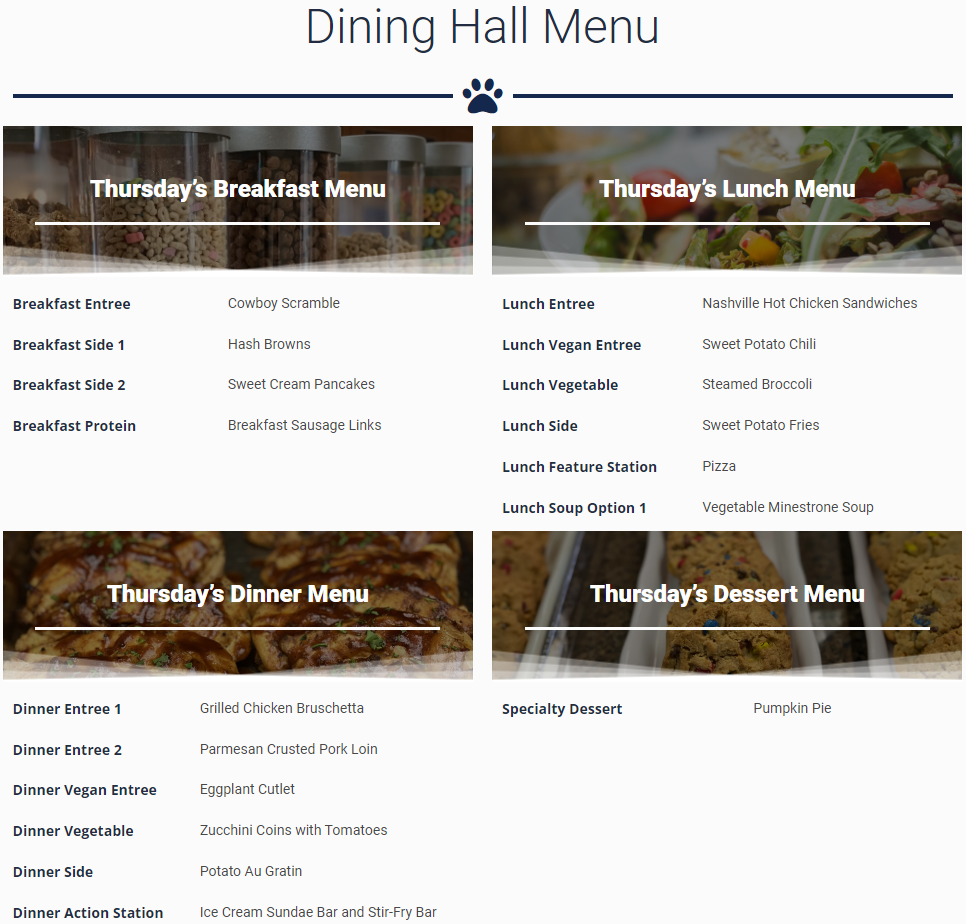 Dining Hall Menu
Thursday’s Breakfast Menu
Breakfast Entree Cowboy Scramble
Breakfast Side 1 Hash Browns
Breakfast Side 2 Sweet Cream Pancakes
Breakfast Protein Breakfast Sausage Links
Thursday’s Lunch Menu
Lunch Entree Nashville Hot Chicken Sandwiches
Lunch Vegan Entree Sweet Potato Chili
Lunch Vegetable Steamed Broccoli
Lunch Side Sweet Potato Fries
Lunch Feature Station Pizza
Lunch Soup Option 1 Vegetable Minestrone Soup
Thursday’s Dinner Menu
Dinner Entree 1 Grilled Chicken Bruschetta
Dinner Entree 2 Parmesan Crusted Pork Loin
Dinner Vegan Entree Eggplant Cutlet
Dinner Vegetable Zucchini Coins with Tomatoes
Dinner Side Potato Au Gratin
Dinner Action Station Ice Cream Sundae Bar and Stir-Fry Bar
Thursday’s Dessert Menu
Specialty Dessert Pumpkin Pie